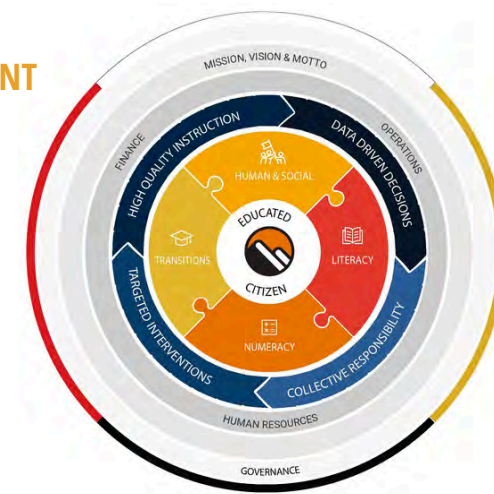 NT
MISSION, VISION & MOTTO
FINANCE
OPERATIONS
HIGH QUALITY INSTRUCTION
DATA DRIVEN DECISIONS
HUMAN & SOCIAL
EDUCATED
TRANSITIONS
LITERACY
CITIZEN
NUMERACY
TARGETED INTERVENTIONS
COLLECTIVE RESPONSIBILITY
HUMAN RESOURCES
GOVERNANCE